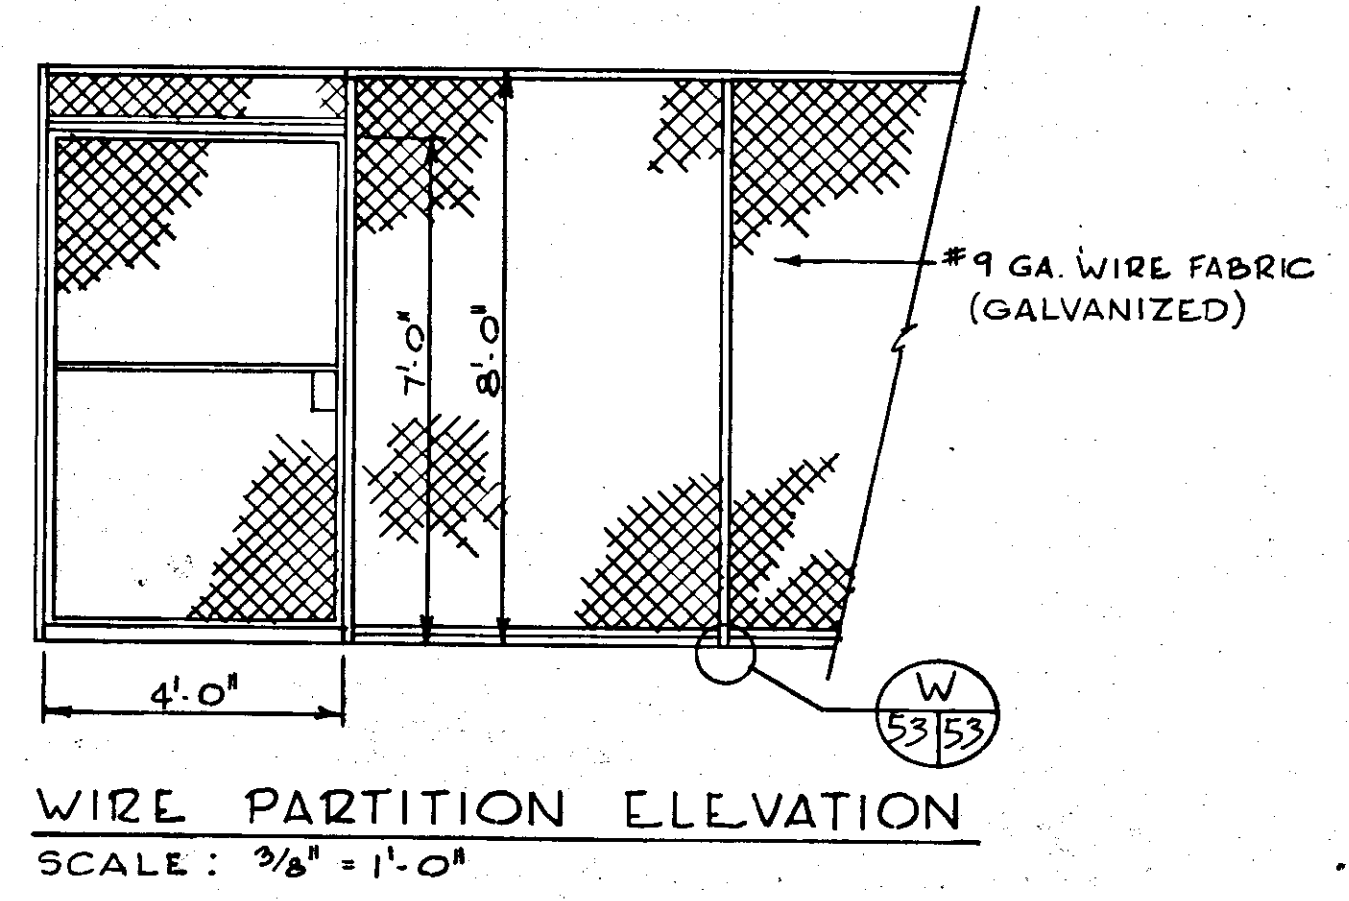 7'-0"
8'-0"
#9 GA. WIRE FABRIC
(GALVANIZED)
4'-0"
W
53 53
WIRE PARTITION ELEVATION
SCALE: 3/8" = 1'-0"